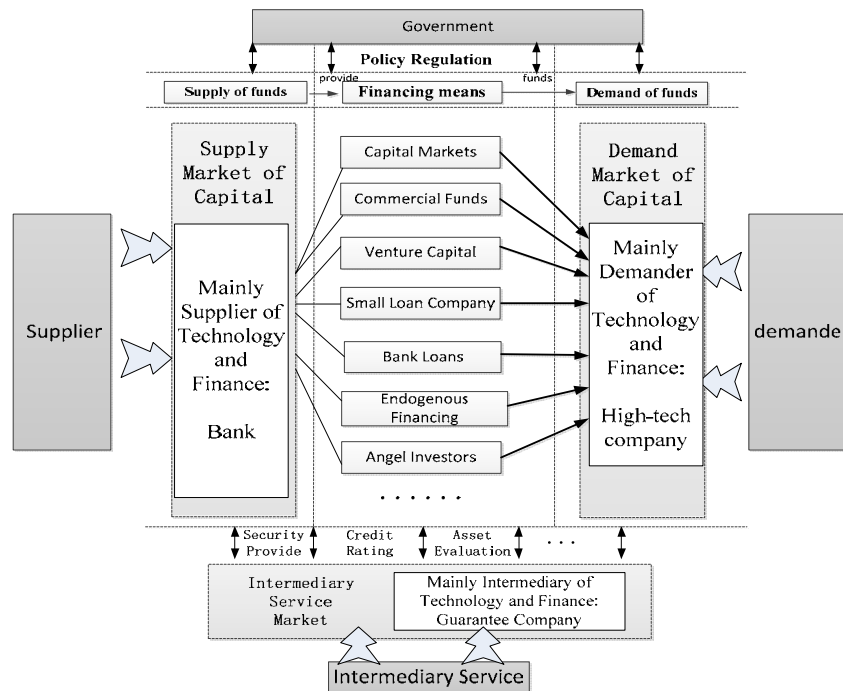 Government
Policy Regulation
provide
funds
Supply of funds
Financing means
Demand of funds
Supply
Market of
Capital
Mainly
Supplier of
Technology
and
Finance:
Bank
Supplier
Capital Markets
Commercial Funds
Venture Capital
Small Loan Company
Bank Loans
Endogenous
Financing
Angel Investors
. . . . . .
Demand
Market of
Capital
Mainly
Demander
of
Technology
and
Finance:
High-tech
company
demande
Security
Provide
Credit
Rating
Asset
Evaluation
...
Intermediary
Service
Market
Mainly Intermediary of
Technology and Finance:
Guarantee Company
Intermediary Service